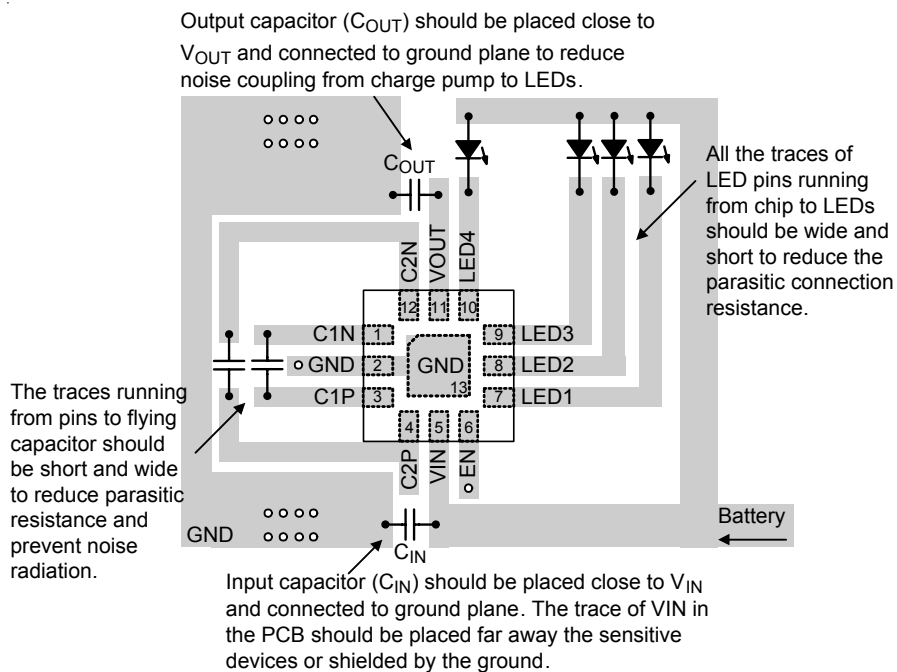 Output capacitor (COUT) should be placed close to
VOUT and connected to ground plane to reduce
noise coupling from charge pump to LEDs.
COUT
All the traces of
LED pins running
from chip to LEDs
should be wide and
short to reduce the
parasitic connection
resistance.
C2N
VOUT
LED4
12
11
10
C1N
1
9
LED3
GND
2
GND
8
LED2
13
C1P
3
7
LED1
4
5
6
C2P
VIN
EN
The traces running
from pins to flying
capacitor should
be short and wide
to reduce parasitic
resistance and
prevent noise
radiation.
GND
Battery
CIN
Input capacitor (CIN) should be placed close to VIN
and connected to ground plane. The trace of VIN in
the PCB should be placed far away the sensitive
devices or shielded by the ground.